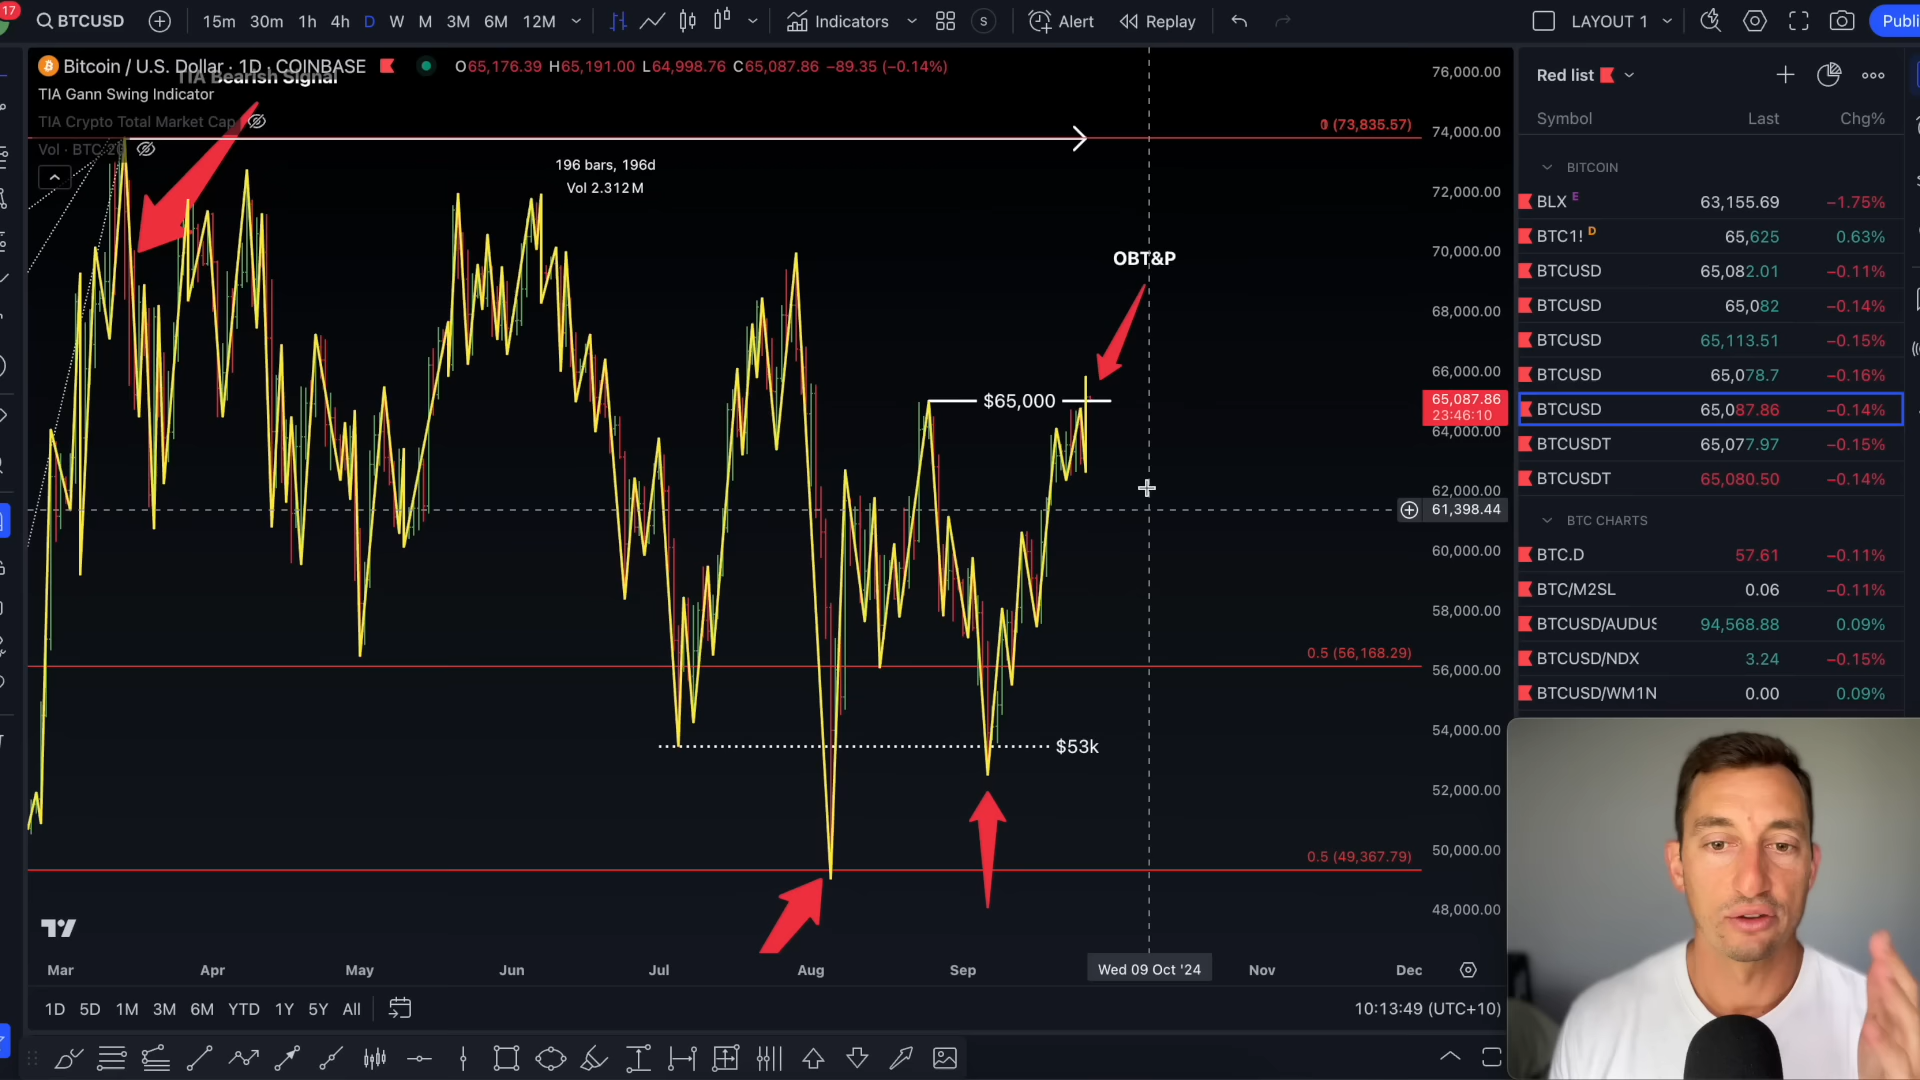 17
BTCUSD
15m 30m 1h 4h D W M 3M 6M 12M
Indicators
S
Alert
Replay
LAYOUT 1
Publi
Bitcoin / U.S. Dollar · 1D · COINBASE
O65,176.39 H65,191.00 L64,998.76 C65,087.86 −89.35 (−0.14%)
TIA Bearish Signal
TIA Gann Swing Indicator
TIA Crypto Total Market Cap
Vol · BTC 20
196 bars, 196d
Vol 2.312M
0 (73,835.57)
OBT&P
$65,000
0.5 (56,168.29)
$53k
0.5 (49,367.79)
76,000.00
74,000.00
72,000.00
70,000.00
68,000.00
66,000.00
65,087.86
23:46:10
64,000.00
62,000.00
61,398.44
60,000.00
58,000.00
56,000.00
54,000.00
52,000.00
50,000.00
48,000.00
Mar Apr May Jun Jul Aug Sep Wed 09 Oct '24 Nov Dec
1D 5D 1M 3M 6M YTD 1Y 5Y All
10:13:49 (UTC+10)
Red list
Symbol Last Chg%
BITCOIN
BLX E 63,155.69 −1.75%
BTC1! D 65,625 0.63%
BTCUSD 65,082.01 −0.11%
BTCUSD 65,082 −0.14%
BTCUSD 65,113.51 −0.15%
BTCUSD 65,078.7 −0.16%
BTCUSD 65,087.86 −0.14%
BTCUSDT 65,077.97 −0.15%
BTCUSDT 65,080.50 −0.14%
BTC CHARTS
BTC.D 57.61 −0.11%
BTC/M2SL 0.06 −0.11%
BTCUSD/AUDUS 94,568.88 0.09%
BTCUSD/NDX 3.24 −0.15%
BTCUSD/WM1N 0.00 0.09%